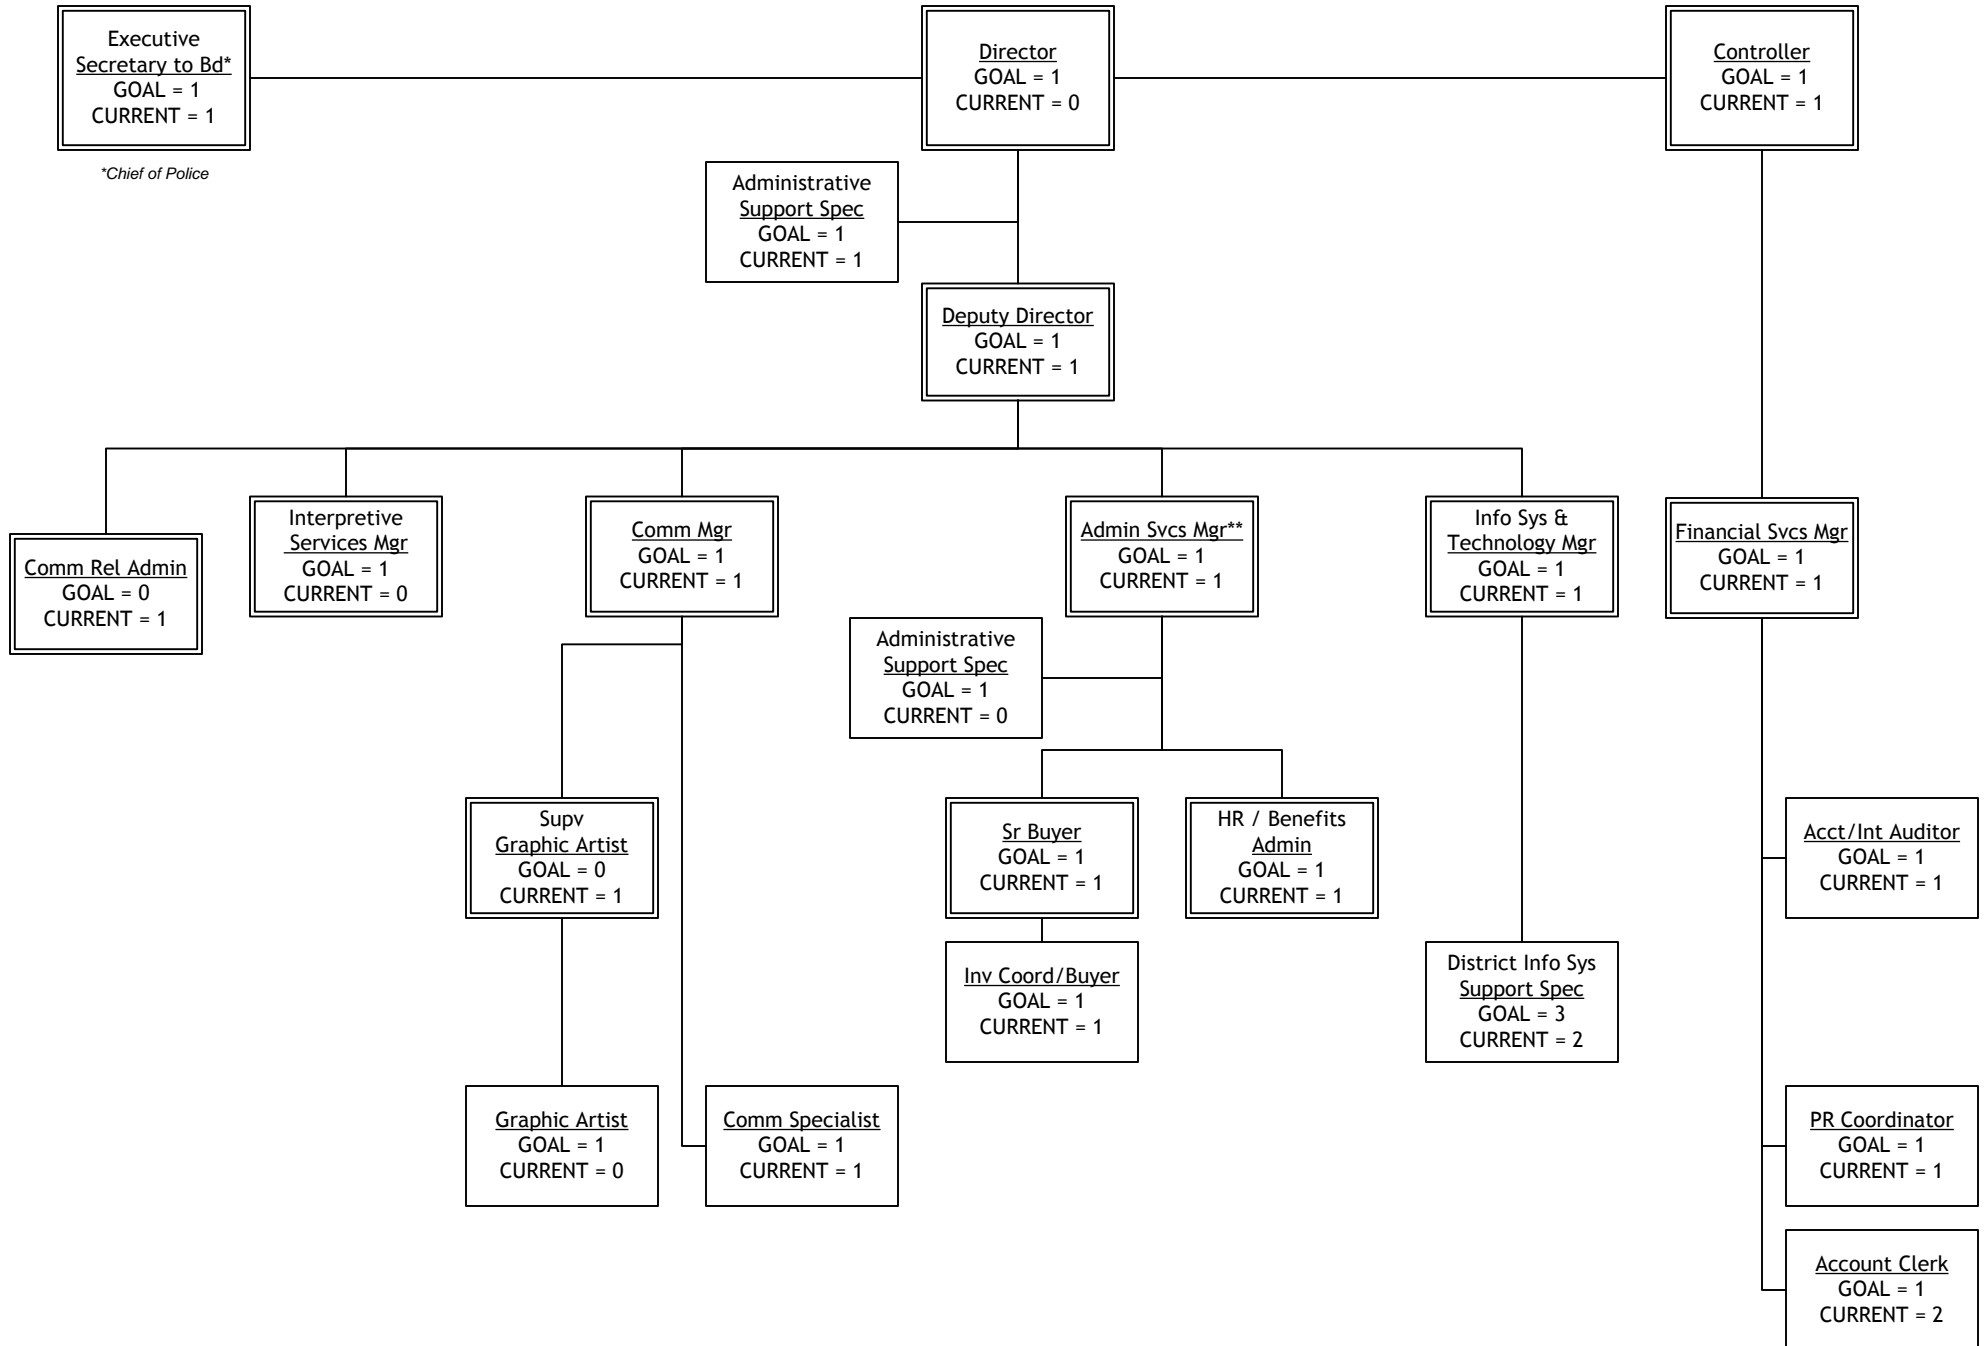 Executive
Secretary to Bd*
GOAL = 1
CURRENT = 1
*Chief of Police
Director
GOAL = 1
CURRENT = 0
Controller
GOAL = 1
CURRENT = 1
Administrative
Support Spec
GOAL = 1
CURRENT = 1
Deputy Director
GOAL = 1
CURRENT = 1
Comm Rel Admin
GOAL = 0
CURRENT = 1
Interpretive
Services Mgr
GOAL = 1
CURRENT = 0
Comm Mgr
GOAL = 1
CURRENT = 1
Admin Svcs Mgr**
GOAL = 1
CURRENT = 1
Info Sys &
Technology Mgr
GOAL = 1
CURRENT = 1
Financial Svcs Mgr
GOAL = 1
CURRENT = 1
Administrative
Support Spec
GOAL = 1
CURRENT = 0
Supv
Graphic Artist
GOAL = 0
CURRENT = 1
Sr Buyer
GOAL = 1
CURRENT = 1
HR / Benefits
Admin
GOAL = 1
CURRENT = 1
Acct/Int Auditor
GOAL = 1
CURRENT = 1
Inv Coord/Buyer
GOAL = 1
CURRENT = 1
District Info Sys
Support Spec
GOAL = 3
CURRENT = 2
Graphic Artist
GOAL = 1
CURRENT = 0
Comm Specialist
GOAL = 1
CURRENT = 1
PR Coordinator
GOAL = 1
CURRENT = 1
Account Clerk
GOAL = 1
CURRENT = 2